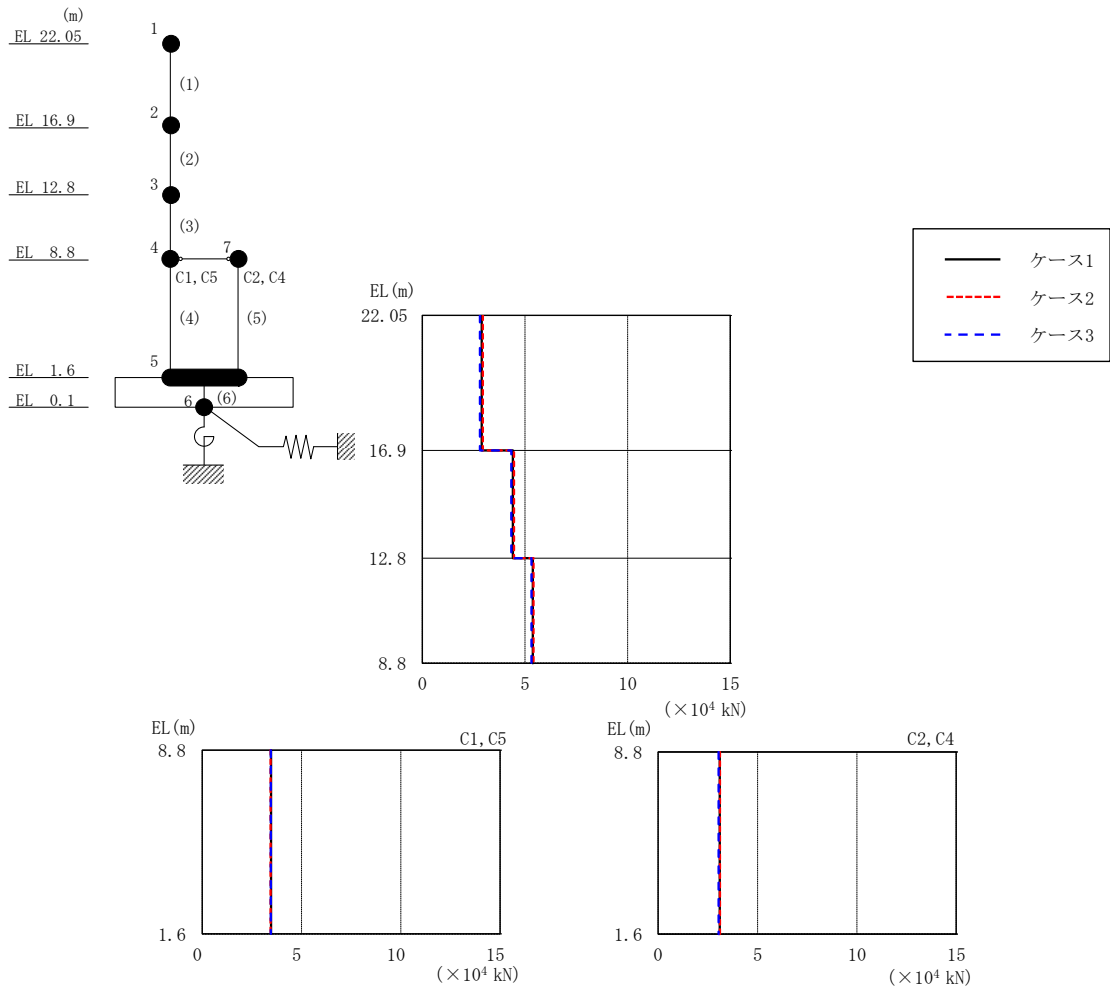 (m)
EL 22.05
EL 16.9
EL 12.8
EL 8.8
EL 1.6
EL 0.1
1
(1)
2
(2)
3
(3)
4
7
C1,C5
C2,C4
(4)
(5)
5
6
(6)
ケース1
ケース2
ケース3
EL(m)
22.05
16.9
12.8
8.8
0
5
10
15
(×10⁴ kN)
EL(m)
C1,C5
8.8
1.6
0
5
10
15
(×10⁴ kN)
EL(m)
C2,C4
8.8
1.6
0
5
10
15
(×10⁴ kN)